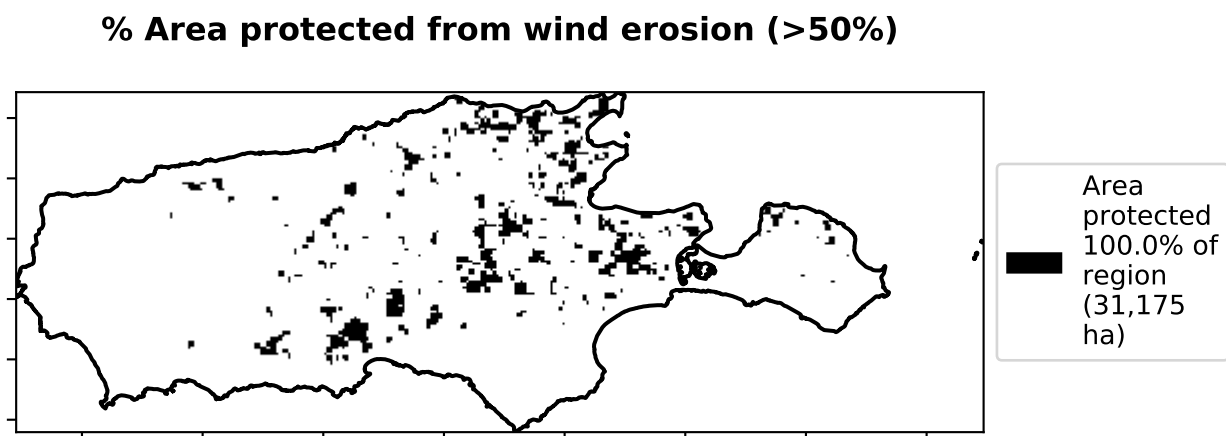 % Area protected from wind erosion (>50%)
Area
protected
100.0% of
region
(31,175
ha)